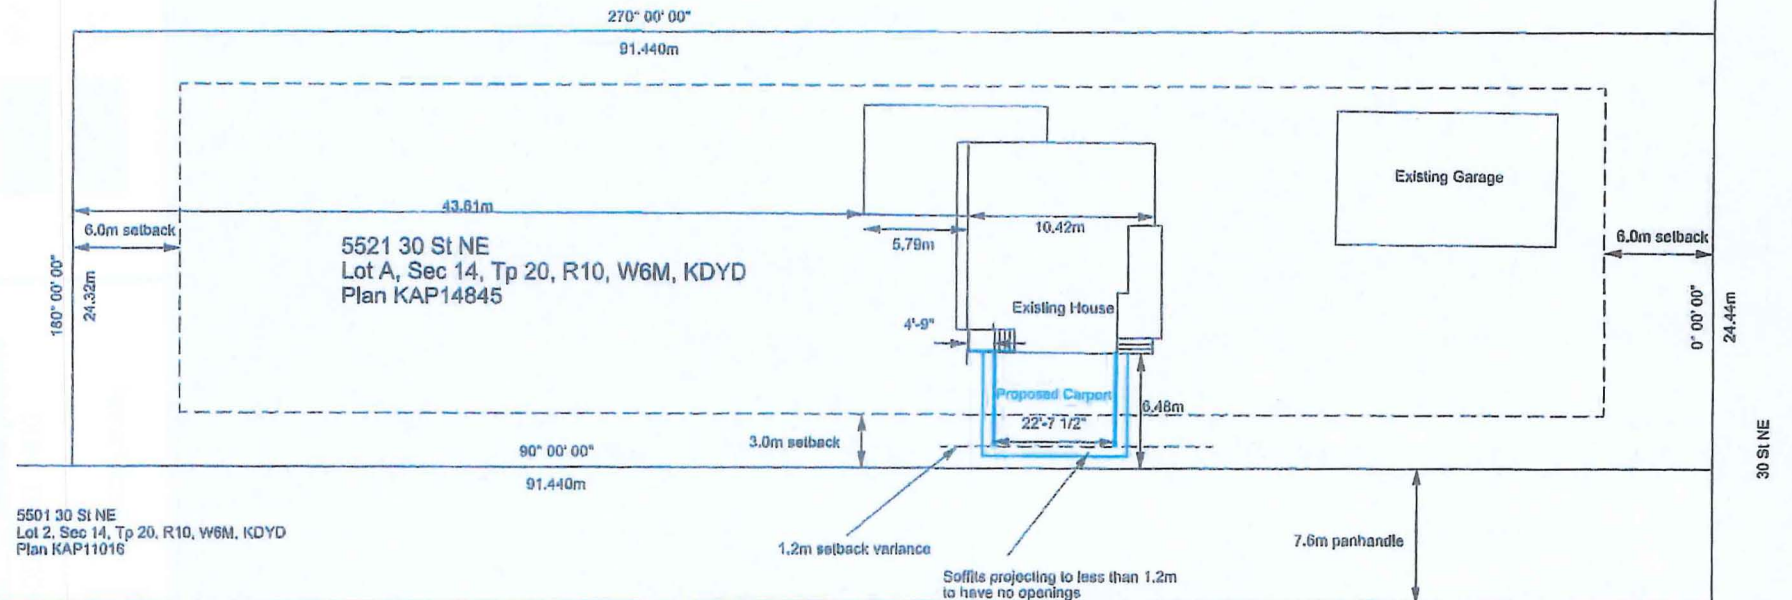 270° 00' 00"
91.440m
Existing Garage
43.61m
6.0m setback
10.42m
5.79m
6.0m setback
5521 30 St NE
Lot A, Sec 14, Tp 20, R10, W6M, KDYD
Plan KAP14845
180° 00' 00"
24.32m
Existing House
4'-9"
0° 00' 00"
24.44m
Proposed Carport
6.48m
22'-7 1/2"
3.0m setback
90° 00' 00"
91.440m
30 St NE
5501 30 St NE
Lot 2, Sec 14, Tp 20, R10, W6M, KDYD
Plan KAP11016
1.2m setback variance
7.6m panhandle
Soffits projecting to less than 1.2m
to have no openings